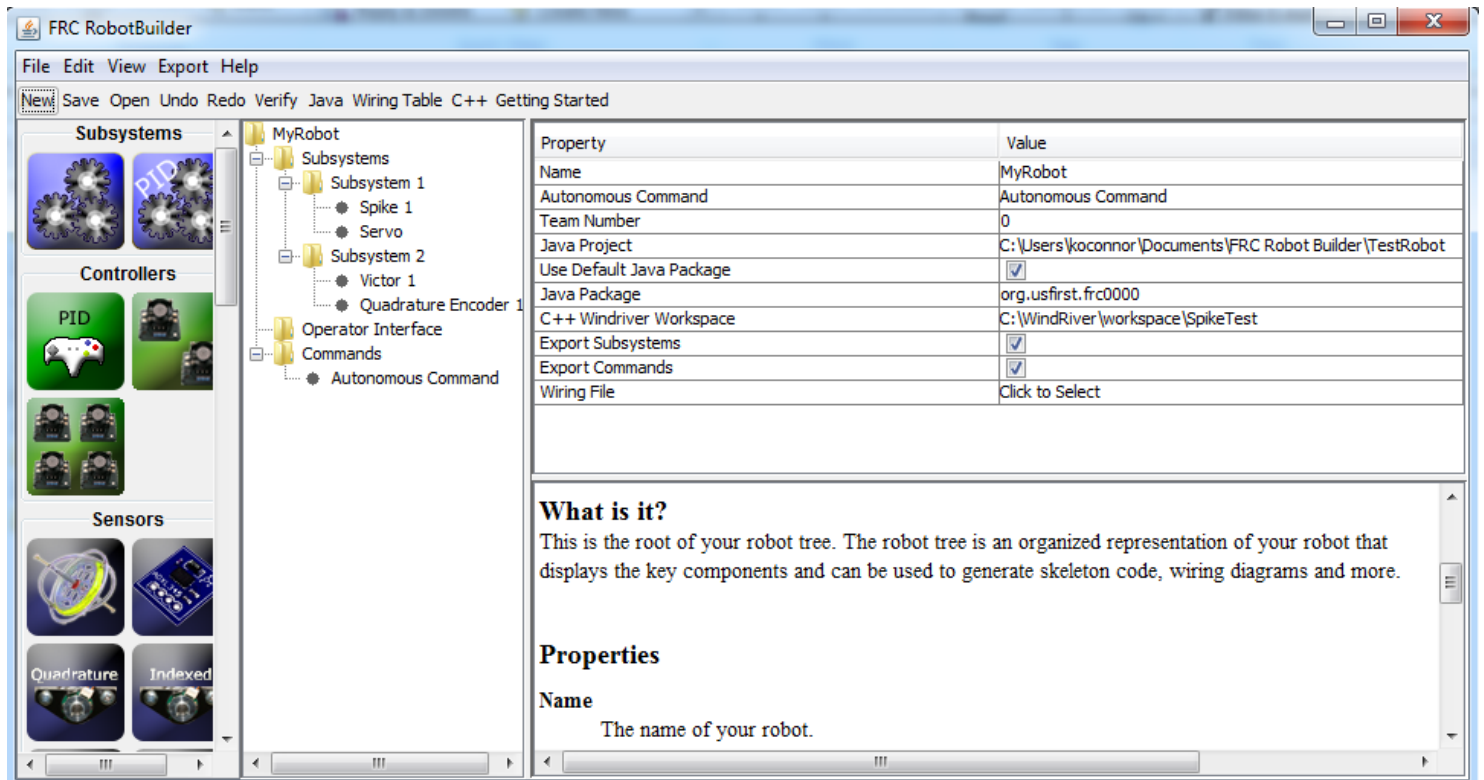 FRC RobotBuilder
File Edit View Export Help
New Save Open Undo Redo Verify Java Wiring Table C++ Getting Started
Subsystems
PID
Controllers
PID
Sensors
ADXL345
Quadrature
Indexed
MyRobot
Subsystems
Subsystem 1
Spike 1
Servo
Subsystem 2
Victor 1
Quadrature Encoder 1
Operator Interface
Commands
Autonomous Command
Property Value
Name MyRobot
Autonomous Command Autonomous Command
Team Number 0
Java Project C:\Users\koconnor\Documents\FRC Robot Builder\TestRobot
Use Default Java Package
Java Package org.usfirst.frc0000
C++ Windriver Workspace C:\WindRiver\workspace\SpikeTest
Export Subsystems
Export Commands
Wiring File Click to Select
What is it?
This is the root of your robot tree. The robot tree is an organized representation of your robot that
displays the key components and can be used to generate skeleton code, wiring diagrams and more.
Properties
Name
The name of your robot.